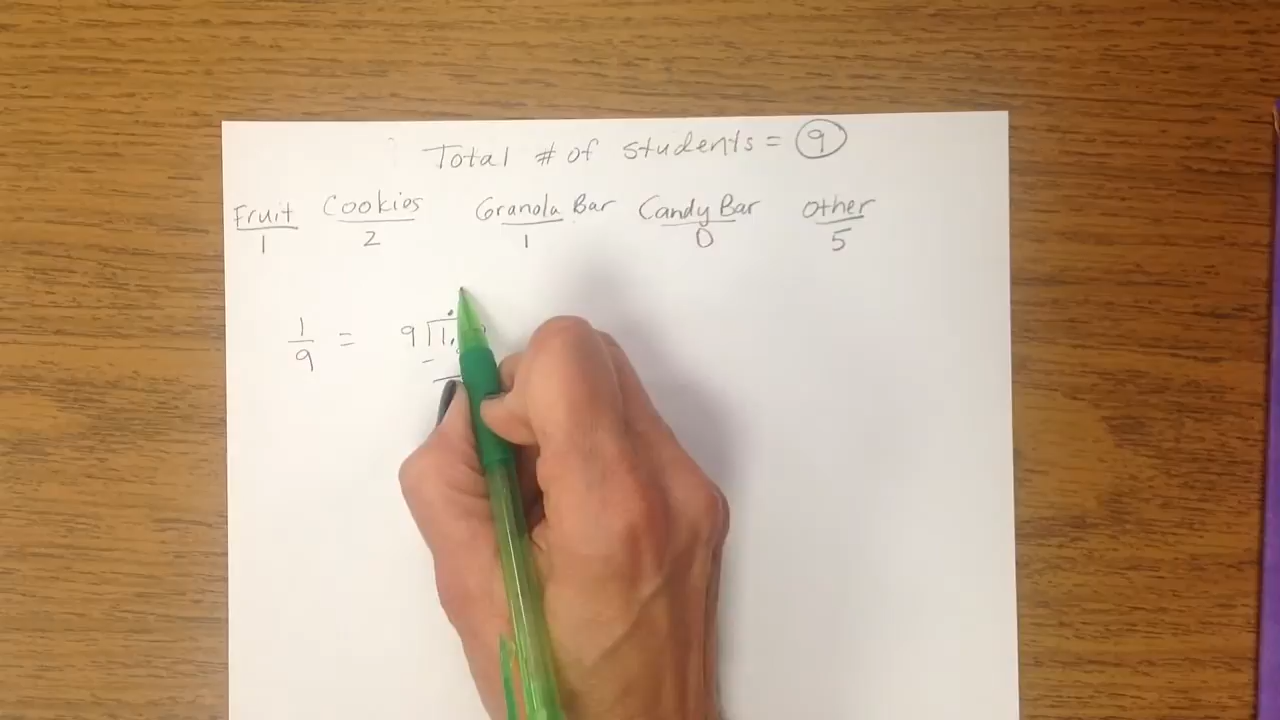 Total # of students = 9
Fruit Cookies Granola Bar Candy Bar Other
1 2 1 0 5
1/9 = 9 1.